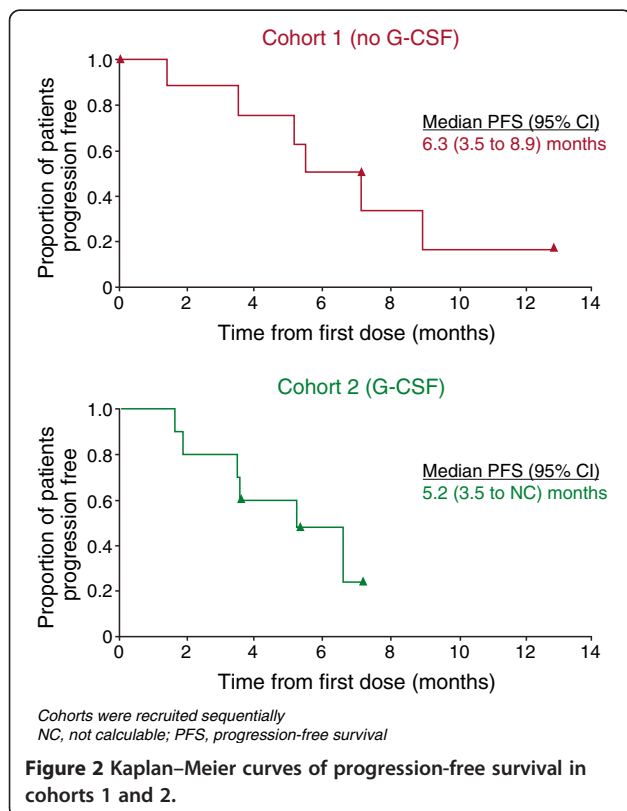 Cohort 1 (no G-CSF)
Proportion of patients
progression free
1.0
0.8
0.6
0.4
0.2
0
Median PFS (95% CI)
6.3 (3.5 to 8.9) months
0 2 4 6 8 10 12 14
Time from first dose (months)
Cohort 2 (G-CSF)
Proportion of patients
progression free
1.0
0.8
0.6
0.4
0.2
0
Median PFS (95% CI)
5.2 (3.5 to NC) months
0 2 4 6 8 10 12 14
Time from first dose (months)
Cohorts were recruited sequentially
NC, not calculable; PFS, progression-free survival
Figure 2 Kaplan–Meier curves of progression-free survival in
cohorts 1 and 2.